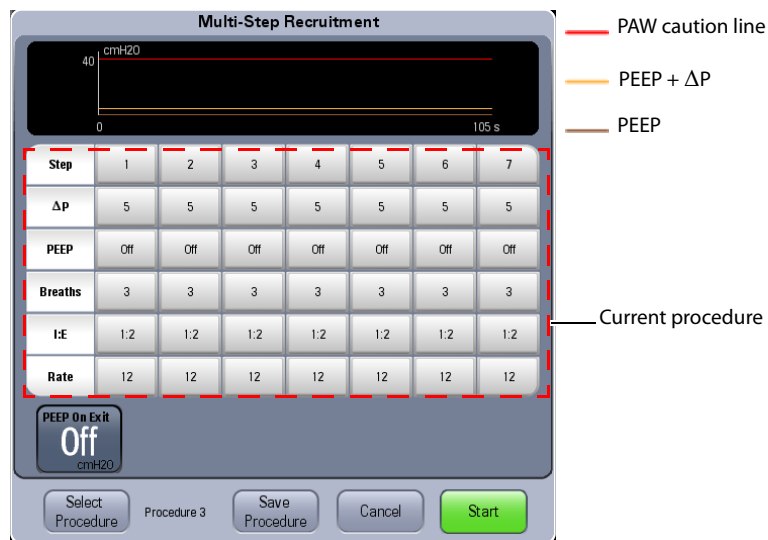 Multi-Step Recruitment
cmH2O
40
0 105 s
PAW caution line
PEEP + ΔP
PEEP
Step 1 2 3 4 5 6 7
ΔP 5 5 5 5 5 5 5
PEEP Off Off Off Off Off Off Off
Breaths 3 3 3 3 3 3 3
I:E 1:2 1:2 1:2 1:2 1:2 1:2 1:2
Rate 12 12 12 12 12 12 12
Current procedure
PEEP On Exit
Off
cmH2O
Select
Procedure
Procedure 3
Save
Procedure
Cancel
Start